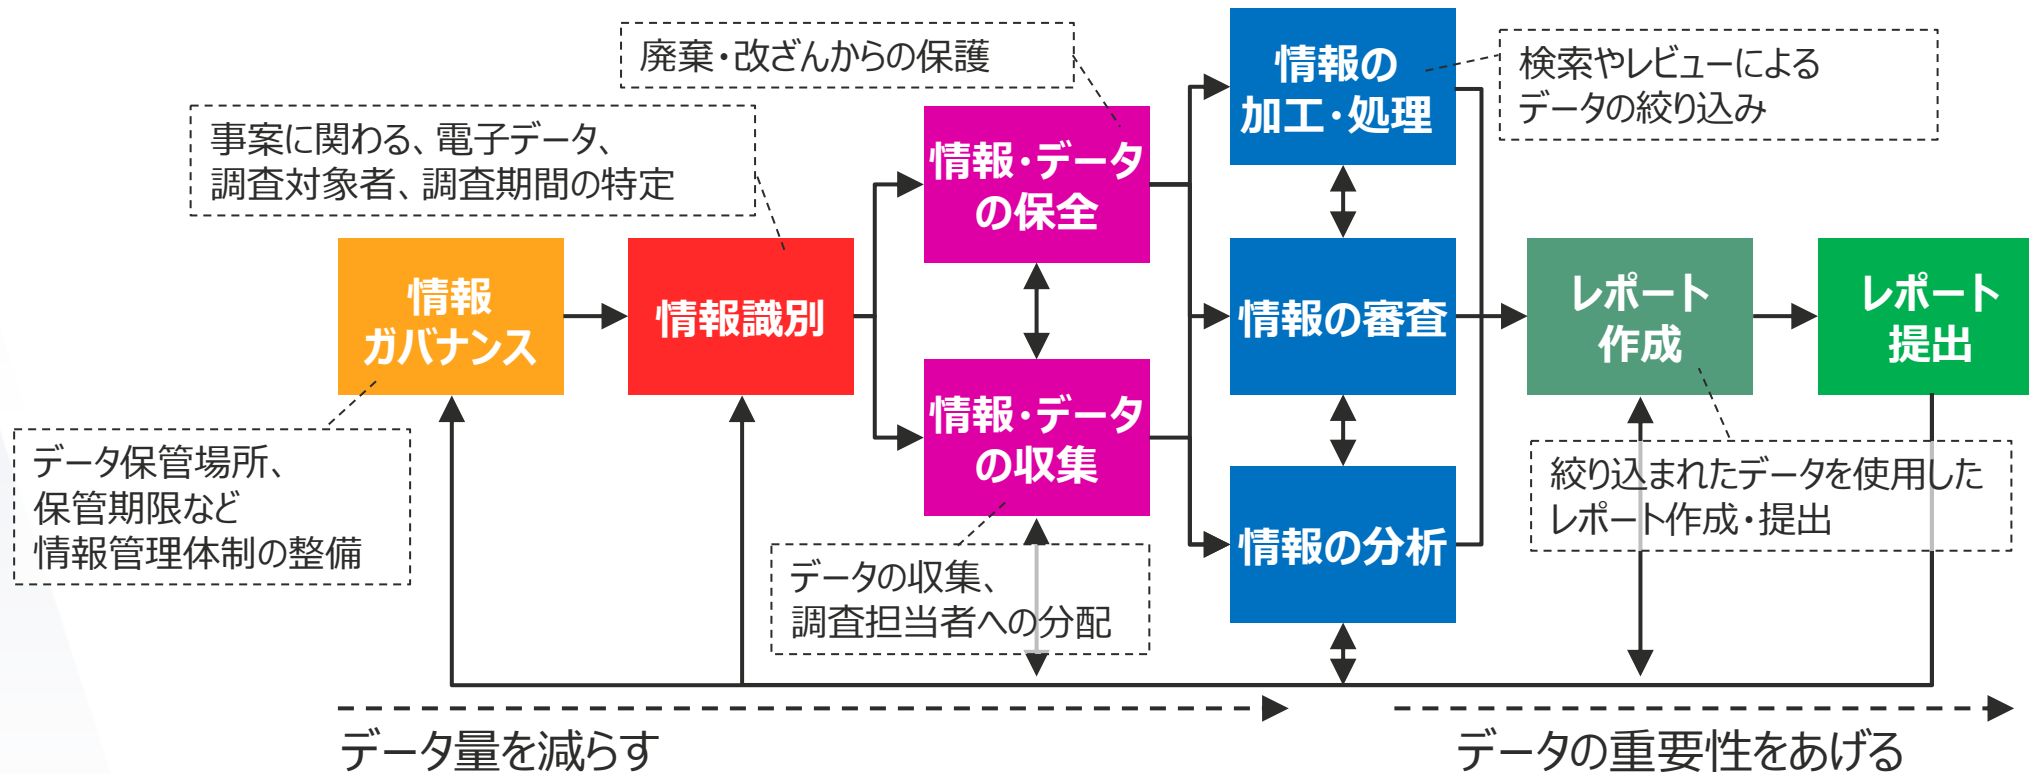 廃棄・改ざんからの保護
情報の
加工・処理
検索やレビューによる
データの絞り込み
事案に関わる、電子データ、
調査対象者、調査期間の特定
情報・データ
の保全
情報
ガバナンス
情報識別
情報の審査
レポート
作成
レポート
提出
情報・データ
の収集
データ保管場所、
保管期限など
情報管理体制の整備
絞り込まれたデータを使用した
レポート作成・提出
情報の分析
データの収集、
調査担当者への分配
データ量を減らす
データの重要性をあげる